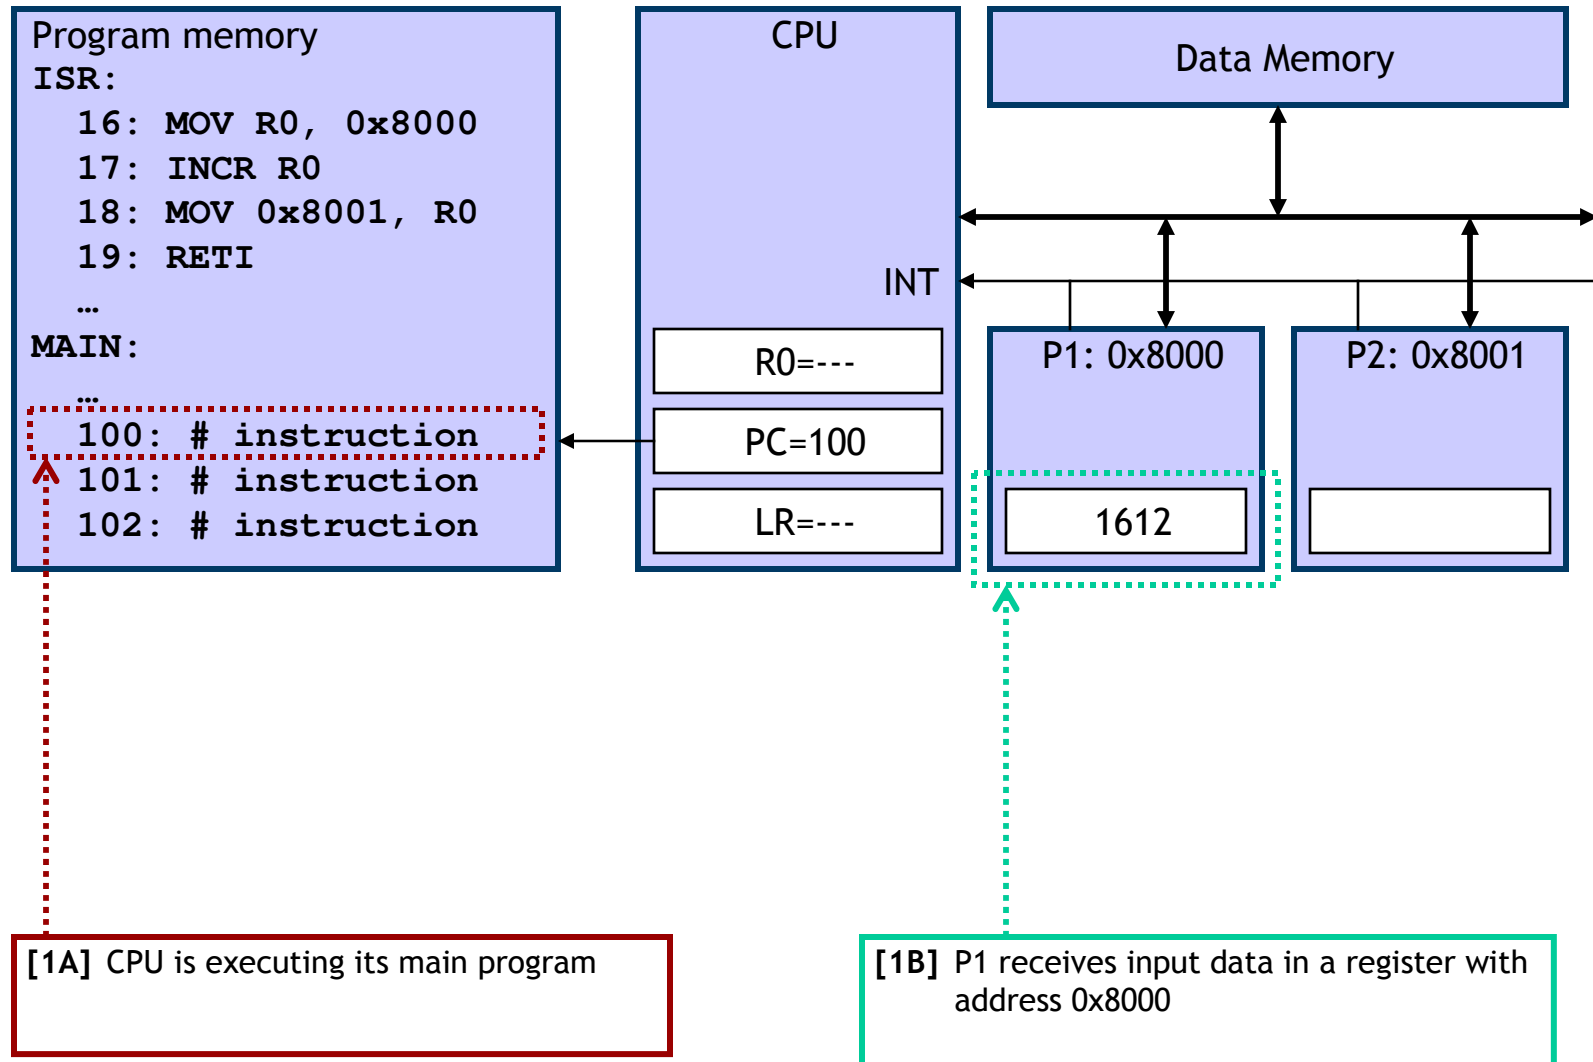 Program memory
ISR:
16: MOV R0, 0x8000
17: INCR R0
18: MOV 0x8001, R0
19: RETI
…
MAIN:
…
100: # instruction
101: # instruction
102: # instruction
CPU
INT
R0=---
PC=100
LR=---
Data Memory
P1: 0x8000
1612
P2: 0x8001
[1A] CPU is executing its main program
[1B] P1 receives input data in a register with
address 0x8000